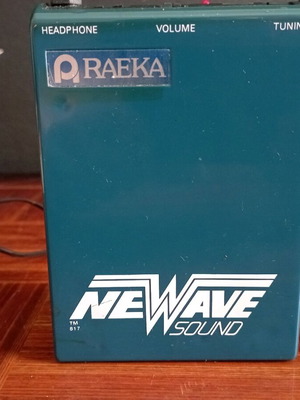 HEADPHONE VOLUME TUNIN
RAEKA
NEWAVE
SOUND
TM
817